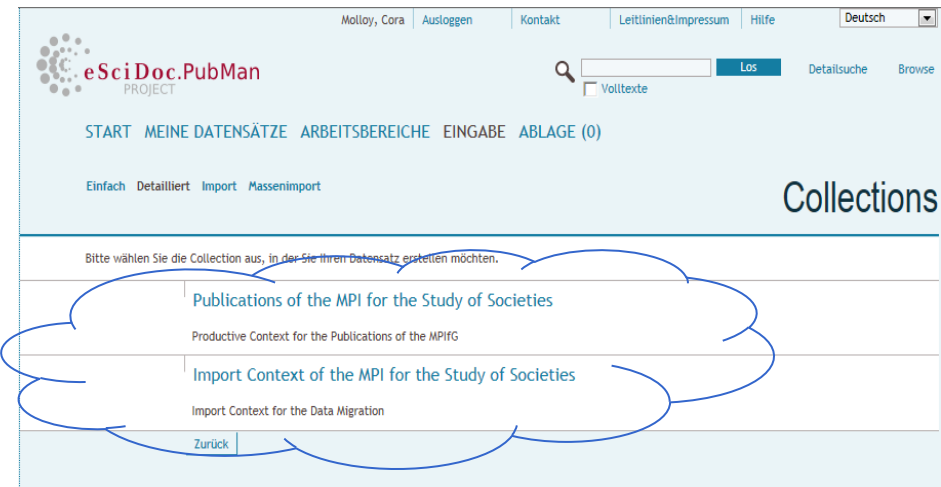 Molloy, Cora Ausloggen Kontakt Leitlinien&Impressum Hilfe Deutsch
eSciDoc.PubMan
PROJECT
Los Detailsuche Browse
Volltexte
START MEINE DATENSÄTZE ARBEITSBEREICHE EINGABE ABLAGE (0)
Einfach Detailliert Import Massenimport
Collections
Bitte wählen Sie die Collection aus, in der Sie Ihren Datensatz erstellen möchten.
Publications of the MPI for the Study of Societies
Productive Context for the Publications of the MPIfG
Import Context of the MPI for the Study of Societies
Import Context for the Data Migration
Zurück